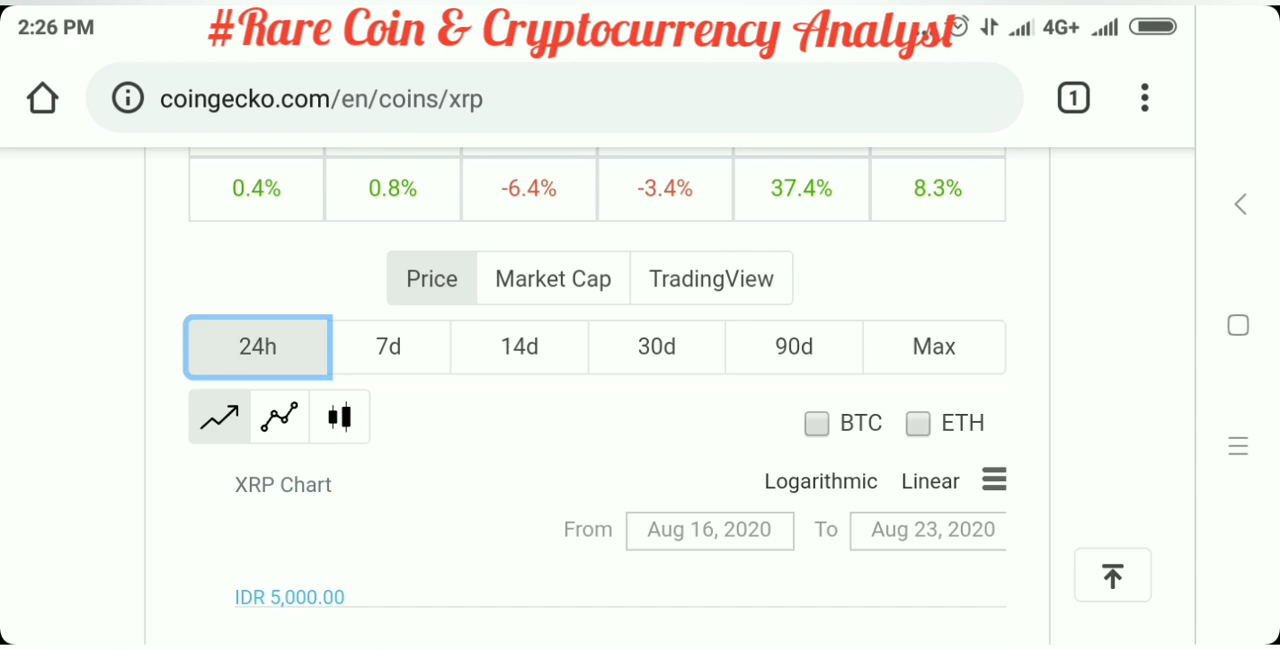 2:26 PM
#Rare Coin & Cryptocurrency Analyst
4G+
coingecko.com/en/coins/xrp
1
0.4% 0.8% -6.4% -3.4% 37.4% 8.3%
Price Market Cap TradingView
24h 7d 14d 30d 90d Max
BTC ETH
XRP Chart
Logarithmic Linear
From Aug 16, 2020 To Aug 23, 2020
IDR 5,000.00